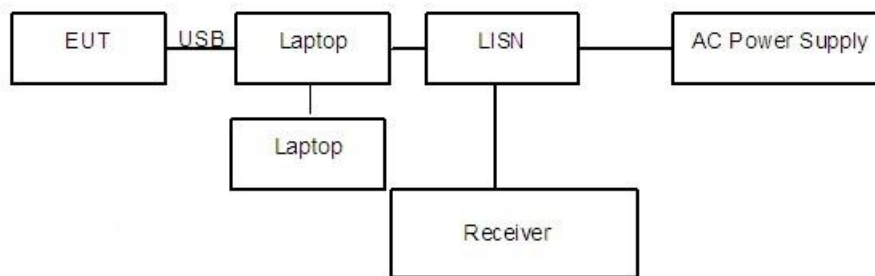 EUT
USB
Laptop
LISN
AC Power Supply
Laptop
Receiver